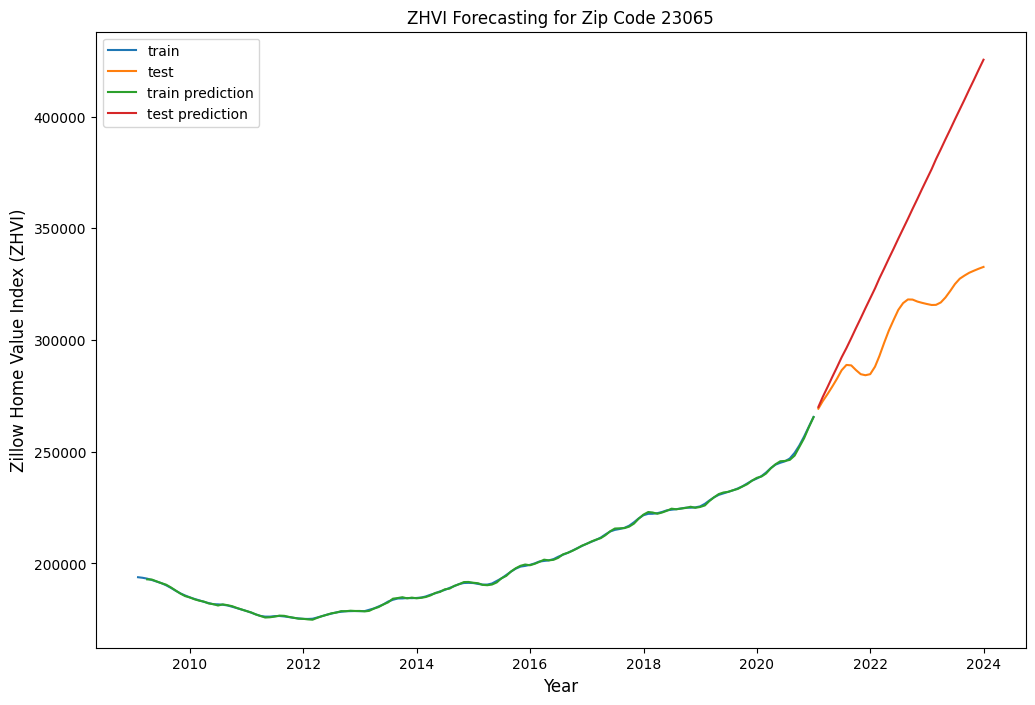 ZHVI Forecasting for Zip Code 23065
train
test
train prediction
test prediction
400000
350000
300000
250000
200000
Zillow Home Value Index (ZHVI)
2010 2012 2014 2016 2018 2020 2022 2024
Year